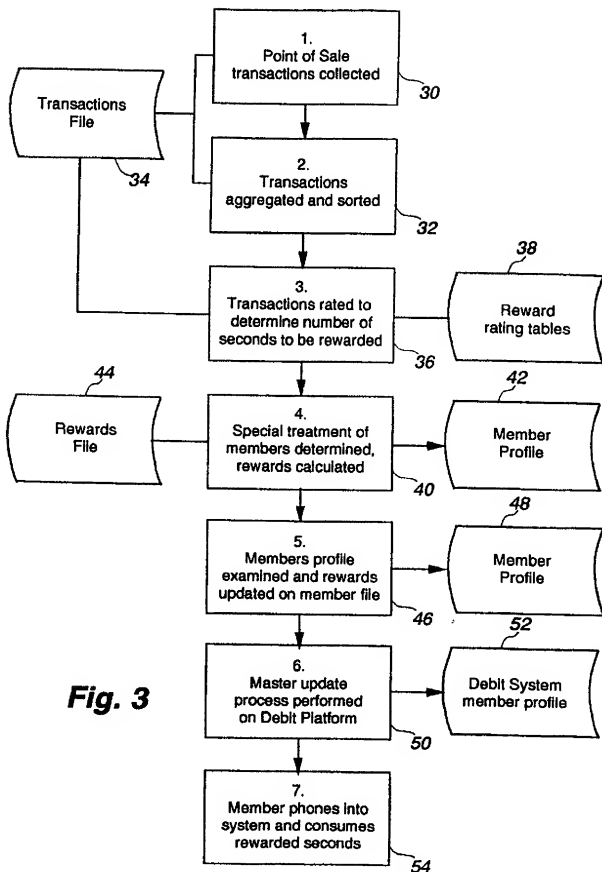 1.
Point of Sale
transactions collected
30
Transactions
File
34
2.
Transactions
aggregated and sorted
32
3.
Transactions rated to
determine number of
seconds to be rewarded
36
38
Reward
rating tables
44
Rewards
File
4.
Special treatment of
members determined,
rewards calculated
40
42
Member
Profile
5.
Members profile
examined and rewards
updated on member file
46
48
Member
Profile
Fig. 3
6.
Master update
process performed
on Debit Platform
50
52
Debit System
member profile
7.
Member phones into
system and consumes
rewarded seconds
54